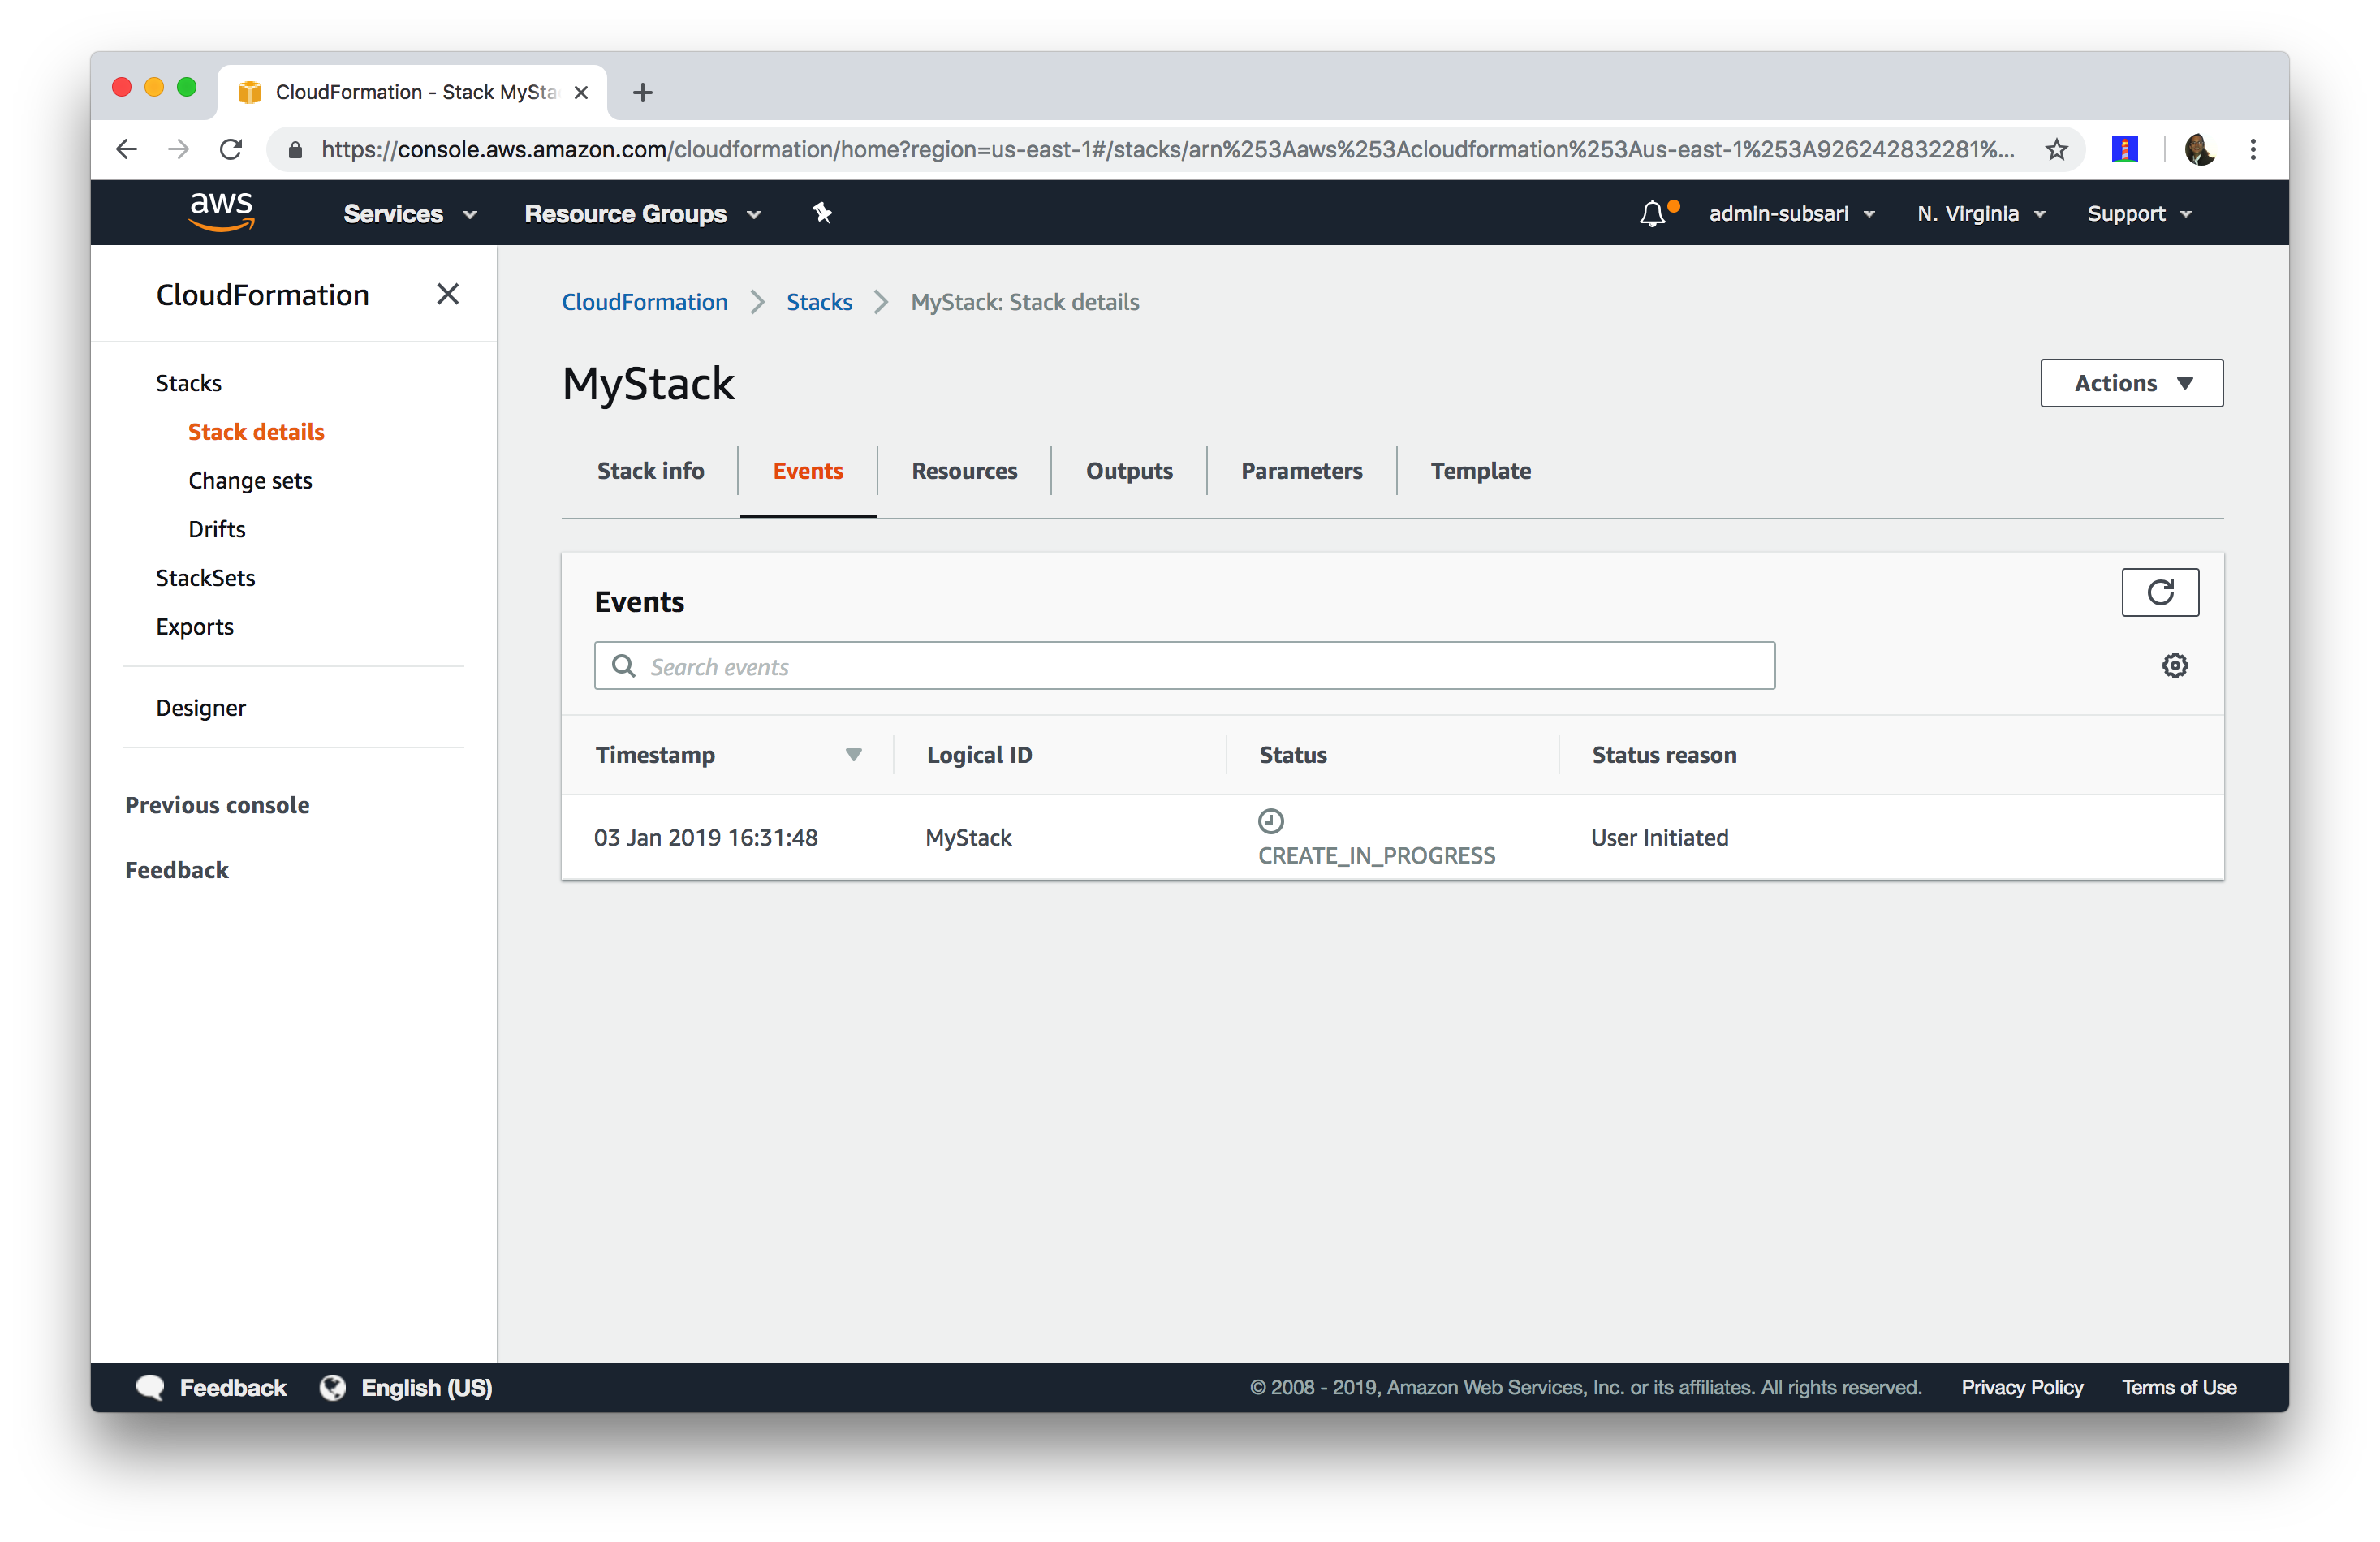 CloudFormation - Stack MySta
https://console.aws.amazon.com/cloudformation/home?region=us-east-1#/stacks/arn%253Aaws%253Acloudformation%253Aus-east-1%253A926242832281%...
aws Services Resource Groups admin-subsari N. Virginia Support
CloudFormation
Stacks
Stack details
Change sets
Drifts
StackSets
Exports
Designer
Previous console
Feedback
CloudFormation Stacks MyStack: Stack details
MyStack
Actions
Stack info Events Resources Outputs Parameters Template
Events
Search events
Timestamp Logical ID Status Status reason
03 Jan 2019 16:31:48 MyStack CREATE_IN_PROGRESS User Initiated
Feedback English (US) © 2008 - 2019, Amazon Web Services, Inc. or its affiliates. All rights reserved. Privacy Policy Terms of Use